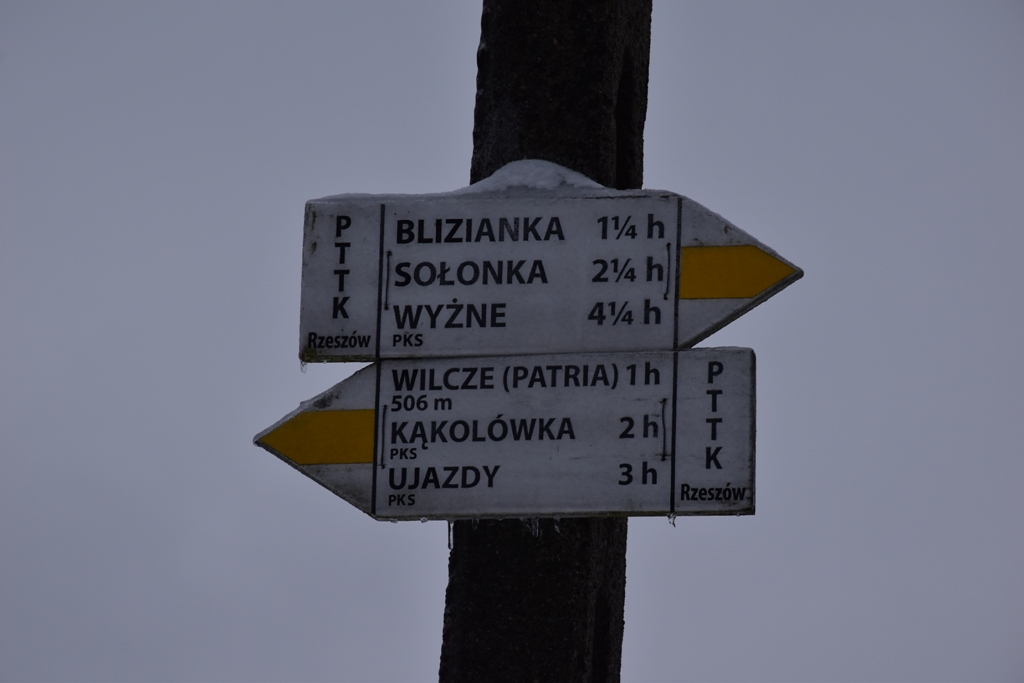 PTTK
Rzeszów
BLIZIANKA 1¼ h
SOŁONKA 2¼ h
WYŻNE 4¼ h
PKS
WILCZE (PATRIA) 1 h
506 m
KĄKOLÓWKA 2 h
PKS
UJAZDY 3 h
PKS
PTTK
Rzeszów